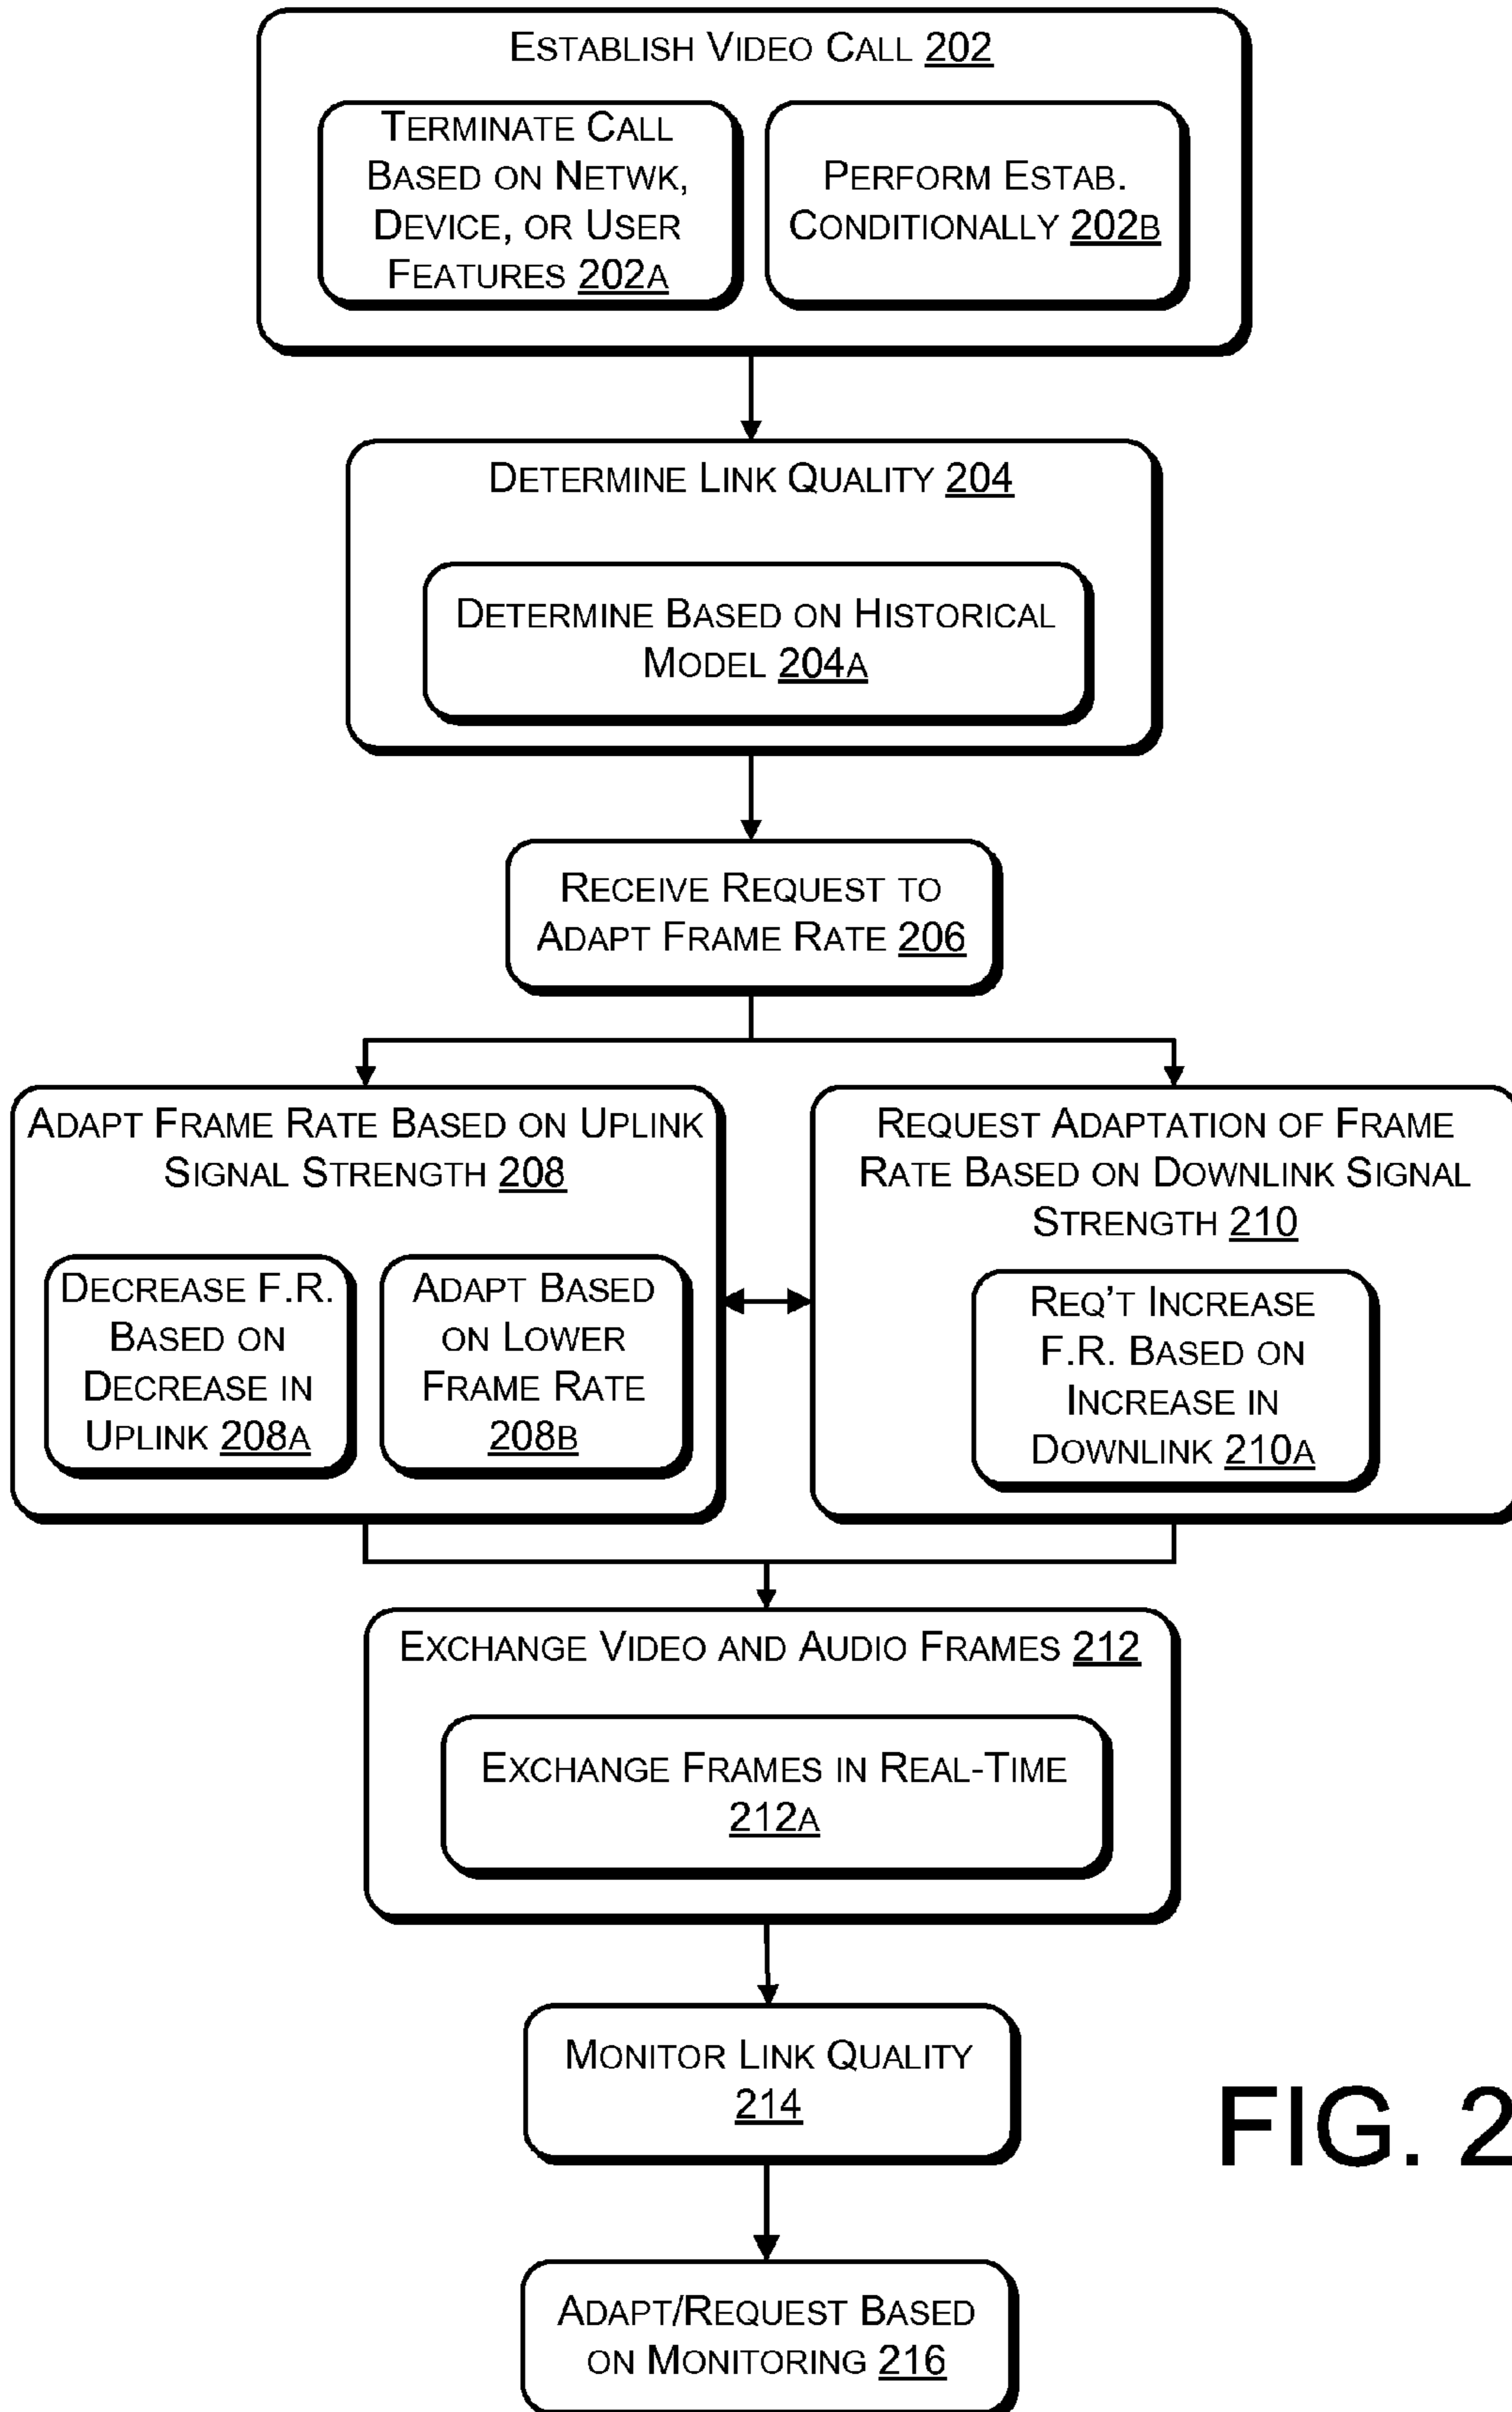 ESTABLISH VIDEO CALL 202
TERMINATE CALL
BASED ON NETWK,
DEVICE, OR USER
FEATURES 202A
PERFORM ESTAB.
CONDITIONALLY 202B
DETERMINE LINK QUALITY 204
DETERMINE BASED ON HISTORICAL
MODEL 204A
RECEIVE REQUEST TO
ADAPT FRAME RATE 206
ADAPT FRAME RATE BASED ON UPLINK
SIGNAL STRENGTH 208
DECREASE F.R.
BASED ON
DECREASE IN
UPLINK 208A
ADAPT BASED
ON LOWER
FRAME RATE
208B
REQUEST ADAPTATION OF FRAME
RATE BASED ON DOWNLINK SIGNAL
STRENGTH 210
REQ'T INCREASE
F.R. BASED ON
INCREASE IN
DOWNLINK 210A
EXCHANGE VIDEO AND AUDIO FRAMES 212
EXCHANGE FRAMES IN REAL-TIME
212A
MONITOR LINK QUALITY
214
FIG. 2
ADAPT/REQUEST BASED
ON MONITORING 216